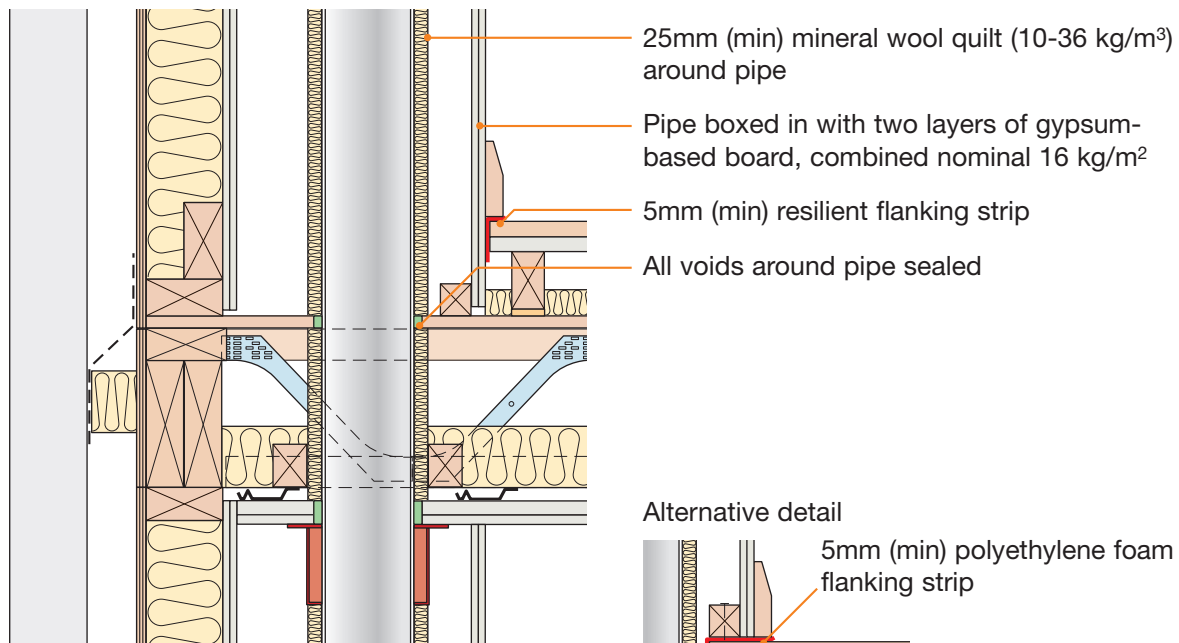 25mm (min) mineral wool quilt (10-36 kg/m³)
around pipe
Pipe boxed in with two layers of gypsum-
based board, combined nominal 16 kg/m²
5mm (min) resilient flanking strip
All voids around pipe sealed
Alternative detail
5mm (min) polyethylene foam
flanking strip